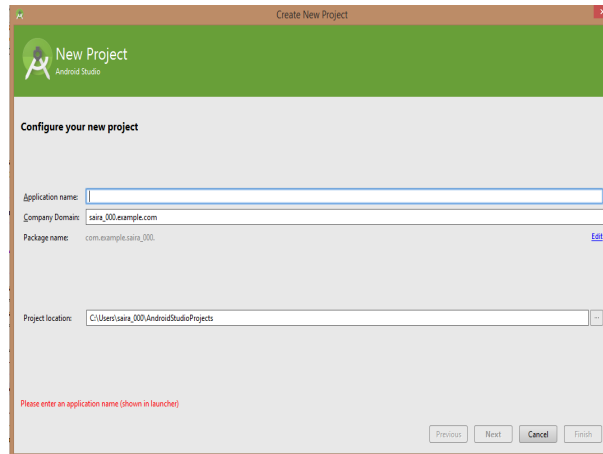 Create New Project
New Project
Android Studio
Configure your new project
Application name:
Company Domain: saira_000.example.com
Package name: com.example.saira_000. Edit
Project location: C:\Users\saira_000\AndroidStudioProjects ...
Please enter an application name (shown in launcher)
Previous Next Cancel Finish